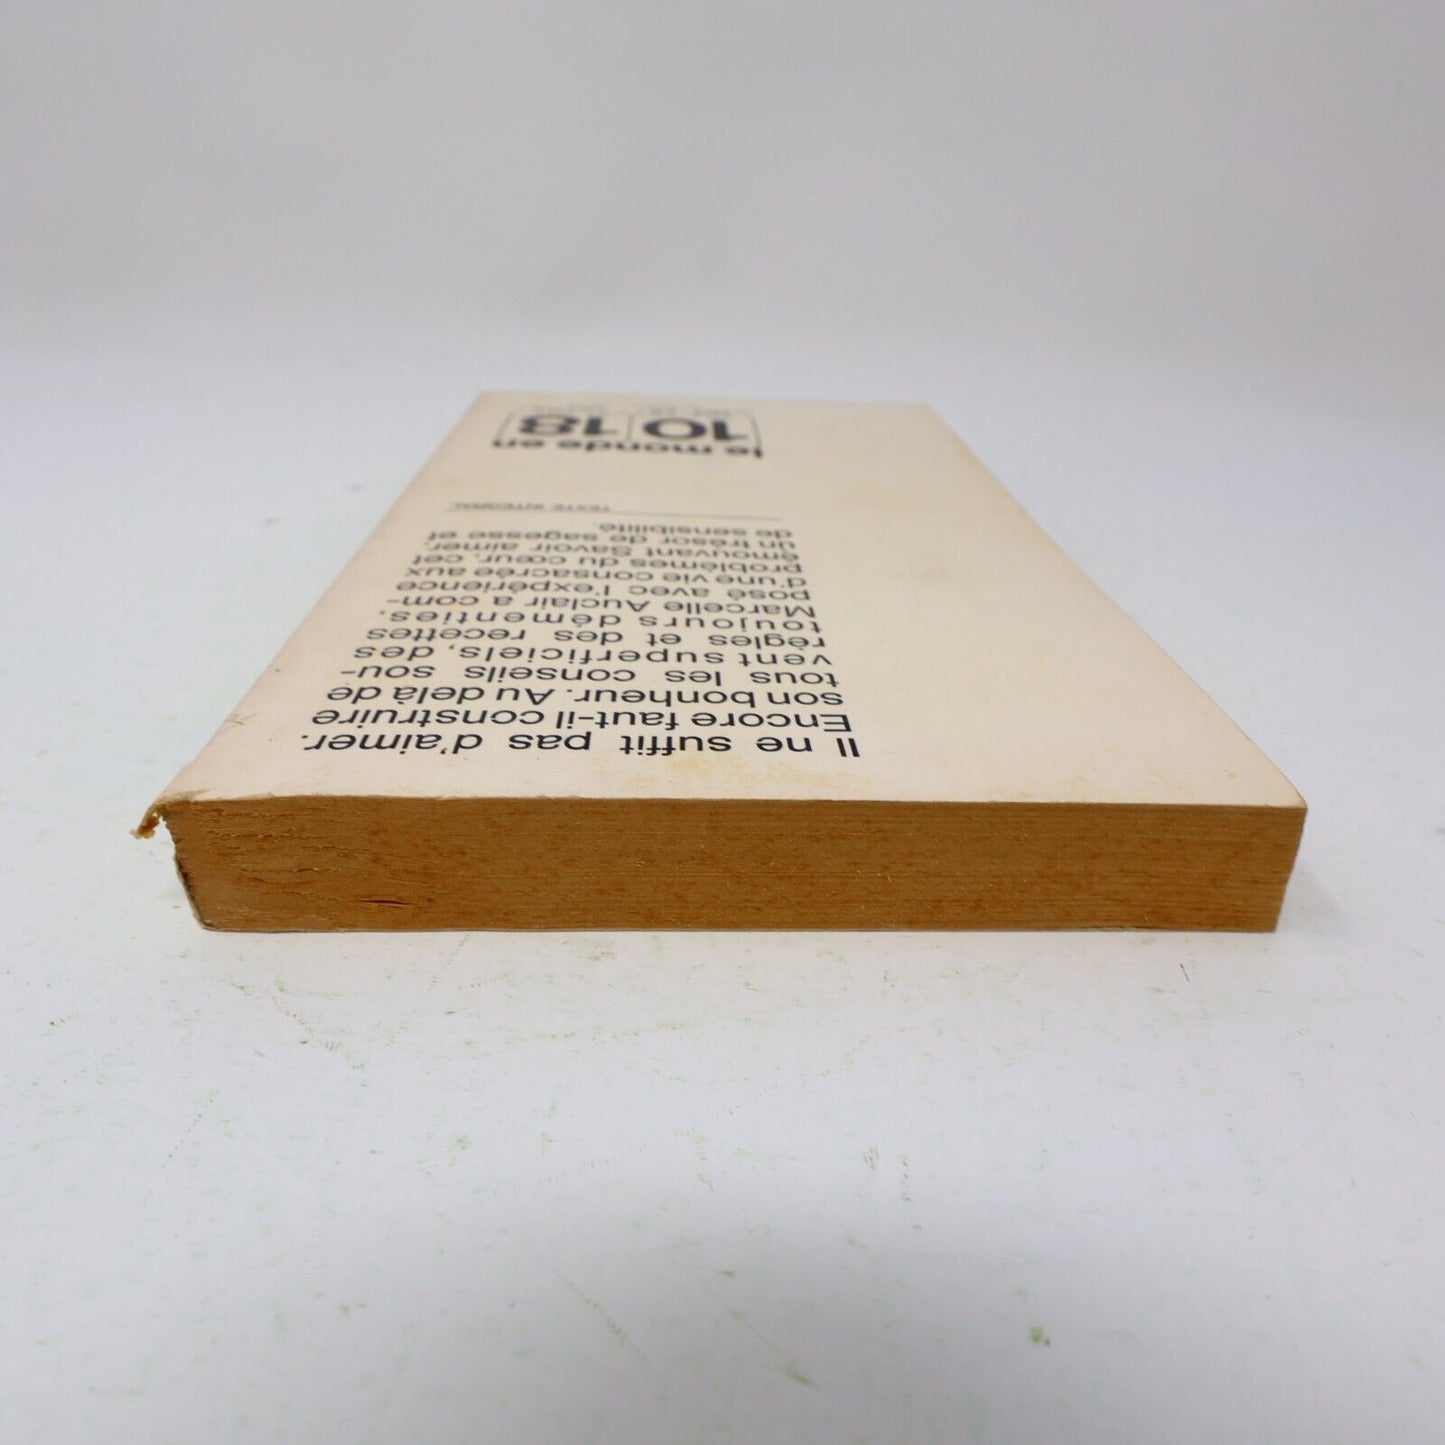 Il ne suffit pas d'aimer.
Encore faut-il construire
son bonheur. Au delà de
tous les conseils sou-
vent superficiels, des
règles et des recettes
toujours démenties,
Marcelle Auclair a com-
posé avec l'expérience
d'une vie consacrée aux
problèmes du cœur, cet
émouvant Savoir aimer,
un trésor de sagesse et
de sensibilité.
TEXTE INTÉGRAL
le monde en
10 18